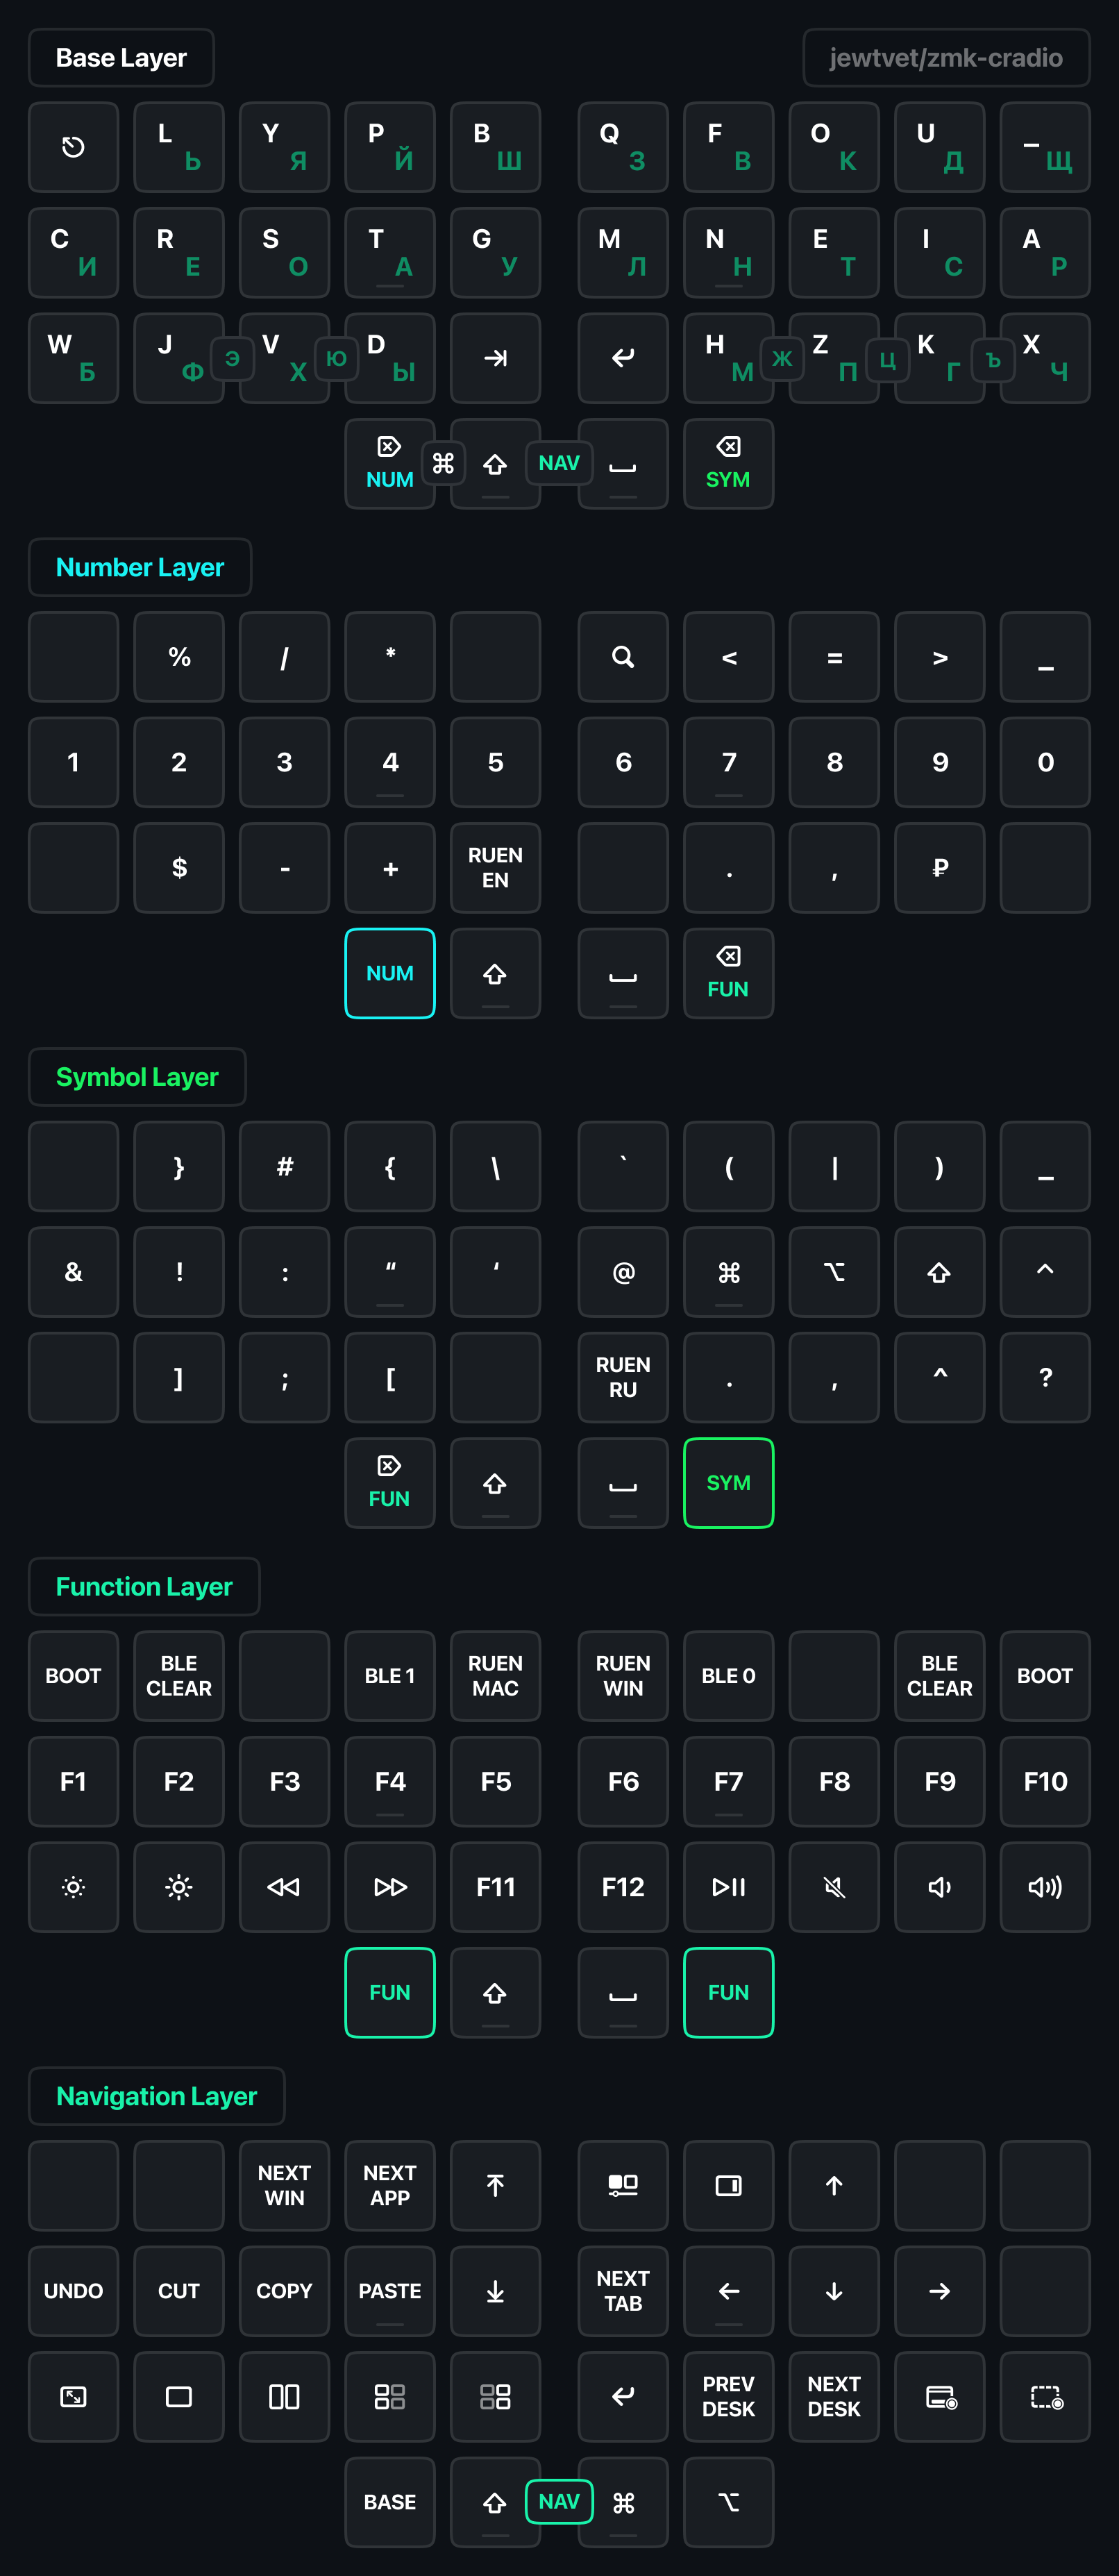 Base Layer jewtvet/zmk-cradio
L Ь Y Я P Й B Ш Q З F В O К U Д _ Щ
C И R Е S О T А G У M Л N Н E Т I С A Р
W Б J Ф Э V Х Ю D Ы H М Ж Z П Ц K Г Ъ X Ч
NUM ⌘ NAV SYM
Number Layer
% / * < = > _
1 2 3 4 5 6 7 8 9 0
$ - + RUEN EN . , ₽
NUM FUN
Symbol Layer
} # { \ ` ( | ) _
& ! : “ ‘ @ ⌘ ⌥ ⇧ ⌃
] ; [ RUEN RU . , ^ ?
FUN SYM
Function Layer
BOOT BLE CLEAR BLE 1 RUEN MAC RUEN WIN BLE 0 BLE CLEAR BOOT
F1 F2 F3 F4 F5 F6 F7 F8 F9 F10
F11 F12
FUN FUN
Navigation Layer
NEXT WIN NEXT APP ↑
UNDO CUT COPY PASTE NEXT TAB ← ↓ →
PREV DESK NEXT DESK
BASE NAV ⌘ ⌥